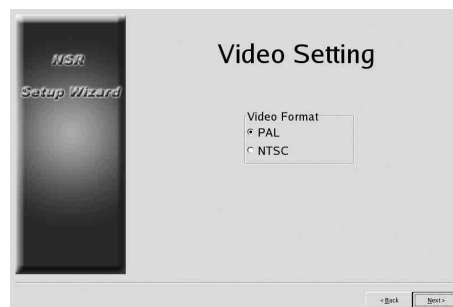 NSR
Setup Wizard
Video Setting
Video Format
PAL
NTSC
< Back
Next >